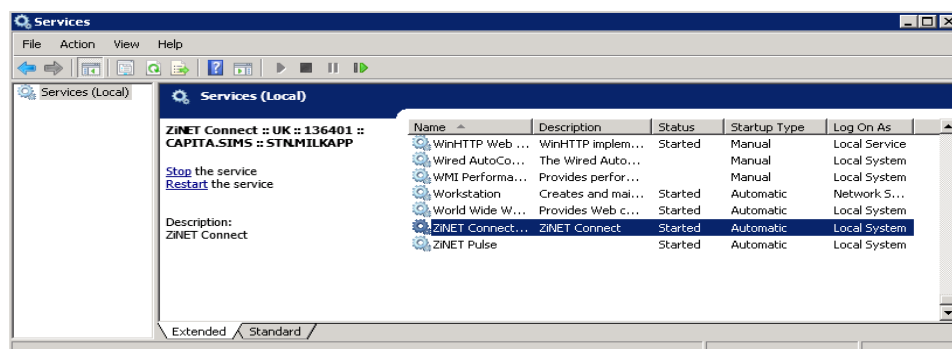 Services
File Action View Help
Services (Local)
Services (Local)
ZiNET Connect :: UK :: 136401 ::
CAPITA.SIMS :: STN.MILKAPP
Stop the service
Restart the service
Description:
ZiNET Connect
Name Description Status Startup Type Log On As
WinHTTP Web ... WinHTTP implem... Started Manual Local Service
Wired AutoCo... The Wired Auto... Manual Local System
WMI Performa... Provides perfor... Manual Local System
Workstation Creates and mai... Started Automatic Network S...
World Wide W... Provides Web c... Started Automatic Local System
ZiNET Connect... ZiNET Connect Started Automatic Local System
ZiNET Pulse Started Automatic Local System
Extended Standard